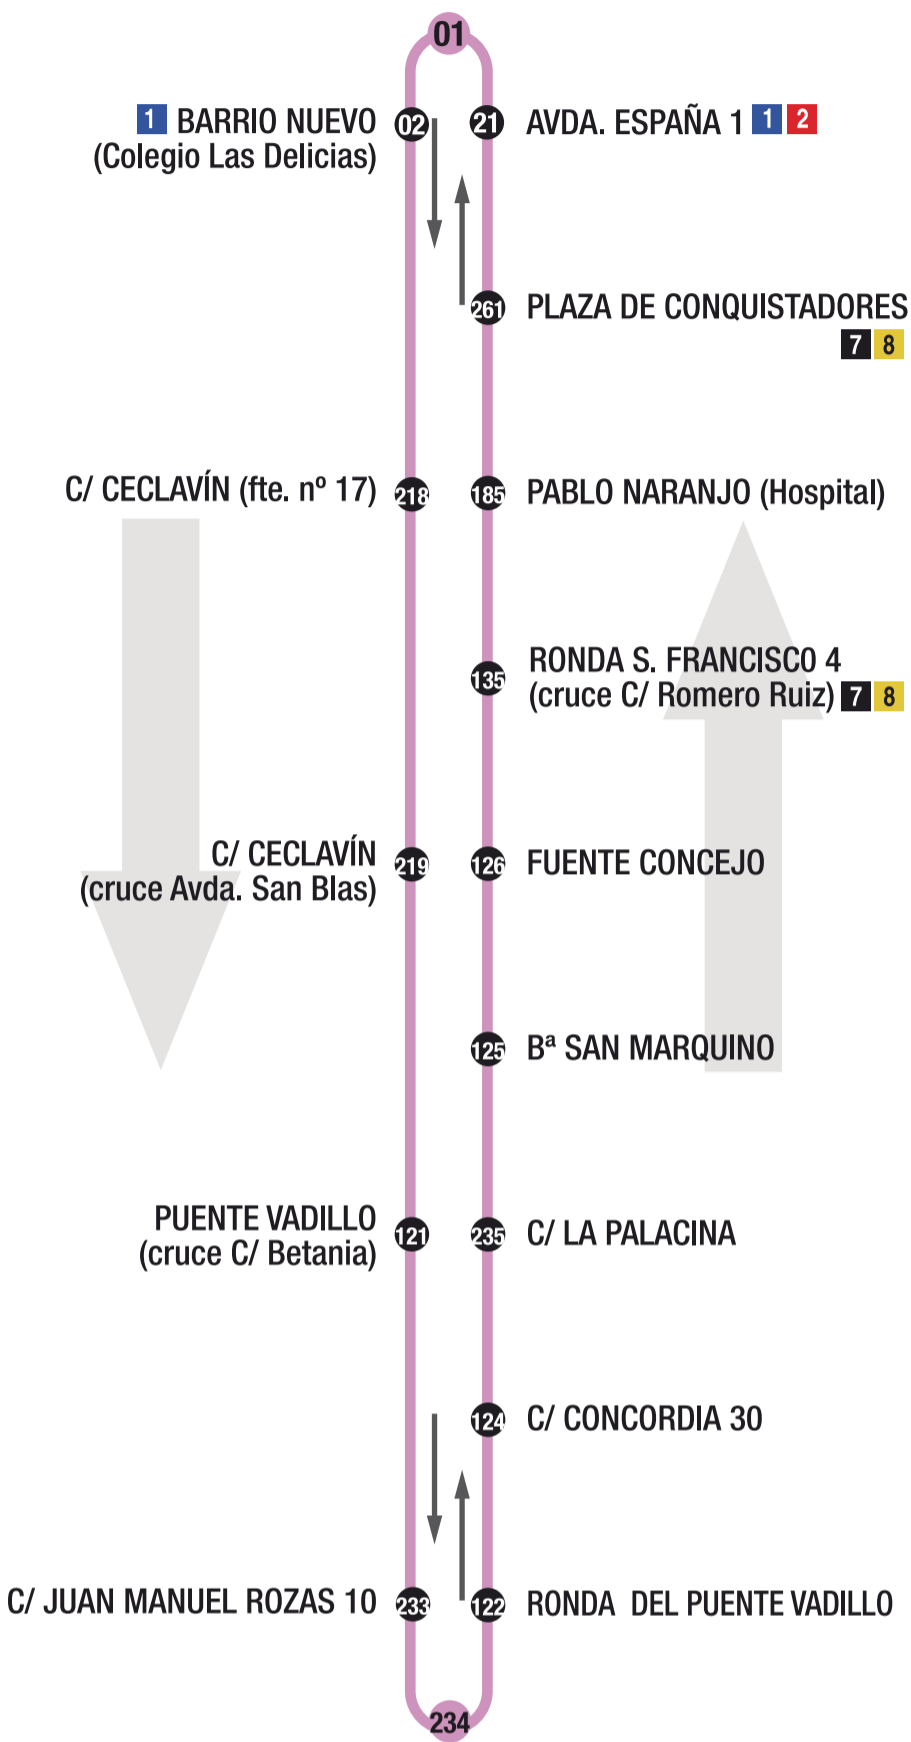 01
1 BARRIO NUEVO
(Colegio Las Delicias)
02
21
AVDA. ESPAÑA 1 1 2
261
PLAZA DE CONQUISTADORES
7 8
C/ CECLAVÍN (fte. nº 17)
218
185
PABLO NARANJO (Hospital)
135
RONDA S. FRANCISCO 4
(cruce C/ Romero Ruiz) 7 8
C/ CECLAVÍN
(cruce Avda. San Blas)
219
126
FUENTE CONCEJO
125
Bª SAN MARQUINO
PUENTE VADILLO
(cruce C/ Betania)
121
235
C/ LA PALACINA
124
C/ CONCORDIA 30
C/ JUAN MANUEL ROZAS 10
233
122
RONDA DEL PUENTE VADILLO
234